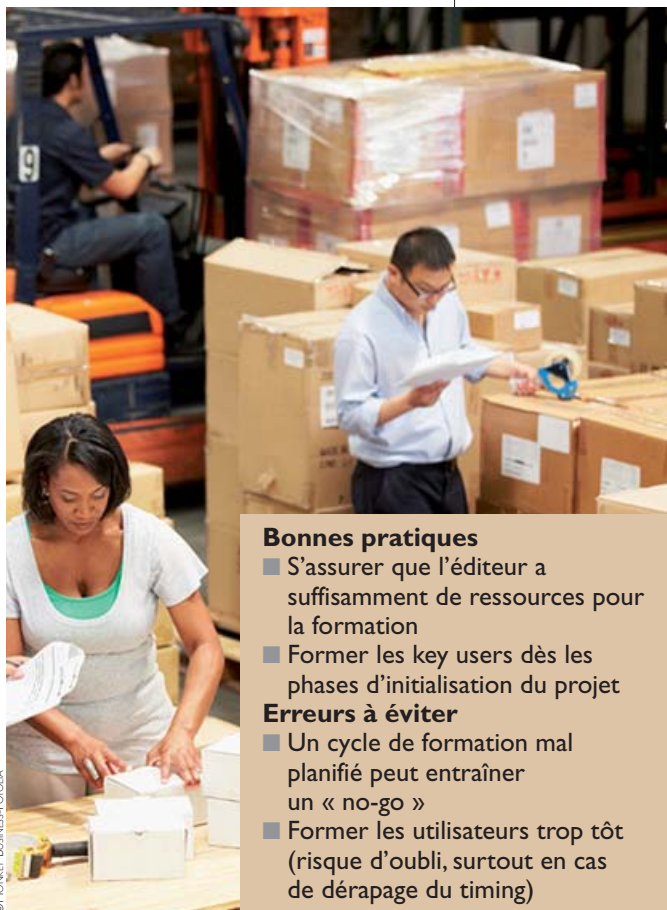 9
Bonnes pratiques
■ S'assurer que l'éditeur a
suffisamment de ressources pour
la formation
■ Former les key users dès les
phases d'initialisation du projet
Erreurs à éviter
■ Un cycle de formation mal
planifié peut entraîner
un « no-go »
■ Former les utilisateurs trop tôt
(risque d'oubli, surtout en cas
de dérapage du timing)